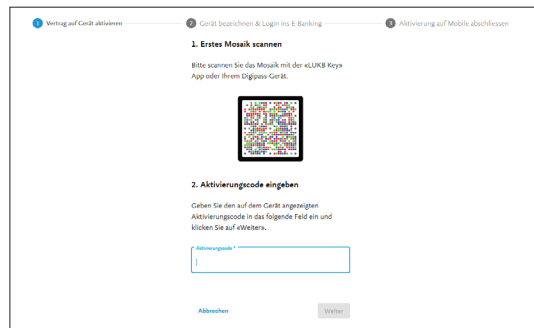 1 Vertrag auf Gerät aktivieren
2 Gerät bezeichnen & Login ins E-Banking
3 Aktivierung auf Mobile abschliessen
1. Erstes Mosaik scannen
Bitte scannen Sie das Mosaik mit der «LUKB Key»
App oder Ihrem Digipass-Gerät.
2. Aktivierungscode eingeben
Geben Sie den auf dem Gerät angezeigten
Aktivierungscode in das folgende Feld ein und
klicken Sie auf «Weiter».
Aktivierungscode *
Abbrechen
Weiter